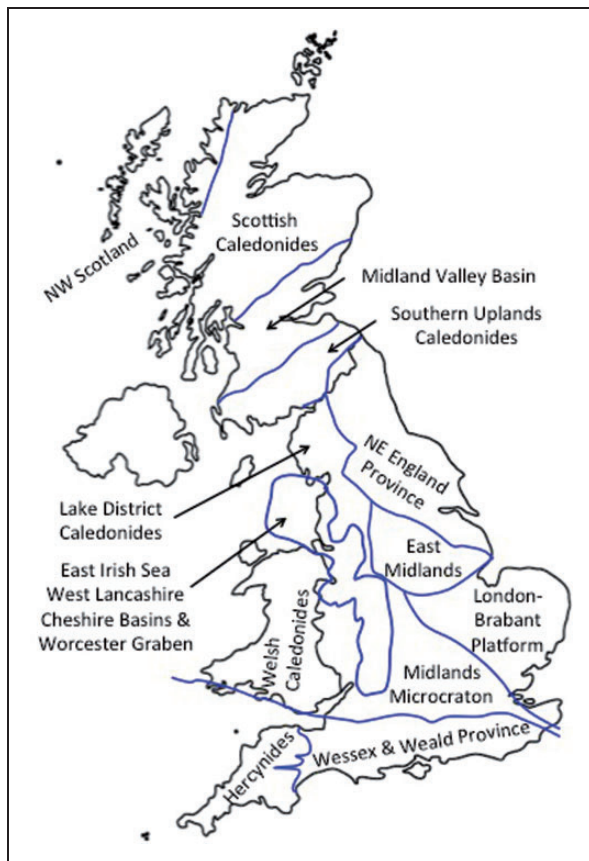 Scottish
Caledonides
NW Scotland
Midland Valley Basin
Southern Uplands
Caledonides
NE England
Province
Lake District
Caledonides
East
Midlands
East Irish Sea
West Lancashire
Cheshire Basins &
Worcester Graben
London-
Brabant
Platform
Welsh
Caledonides
Midlands
Microcraton
Wessex & Weald Province
Hercynides